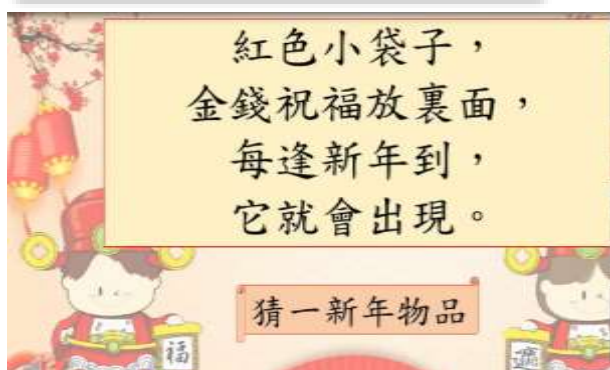 紅色小袋子，
金錢祝福放裏面，
每逢新年到，
它就會出現。
猜一新年物品
福